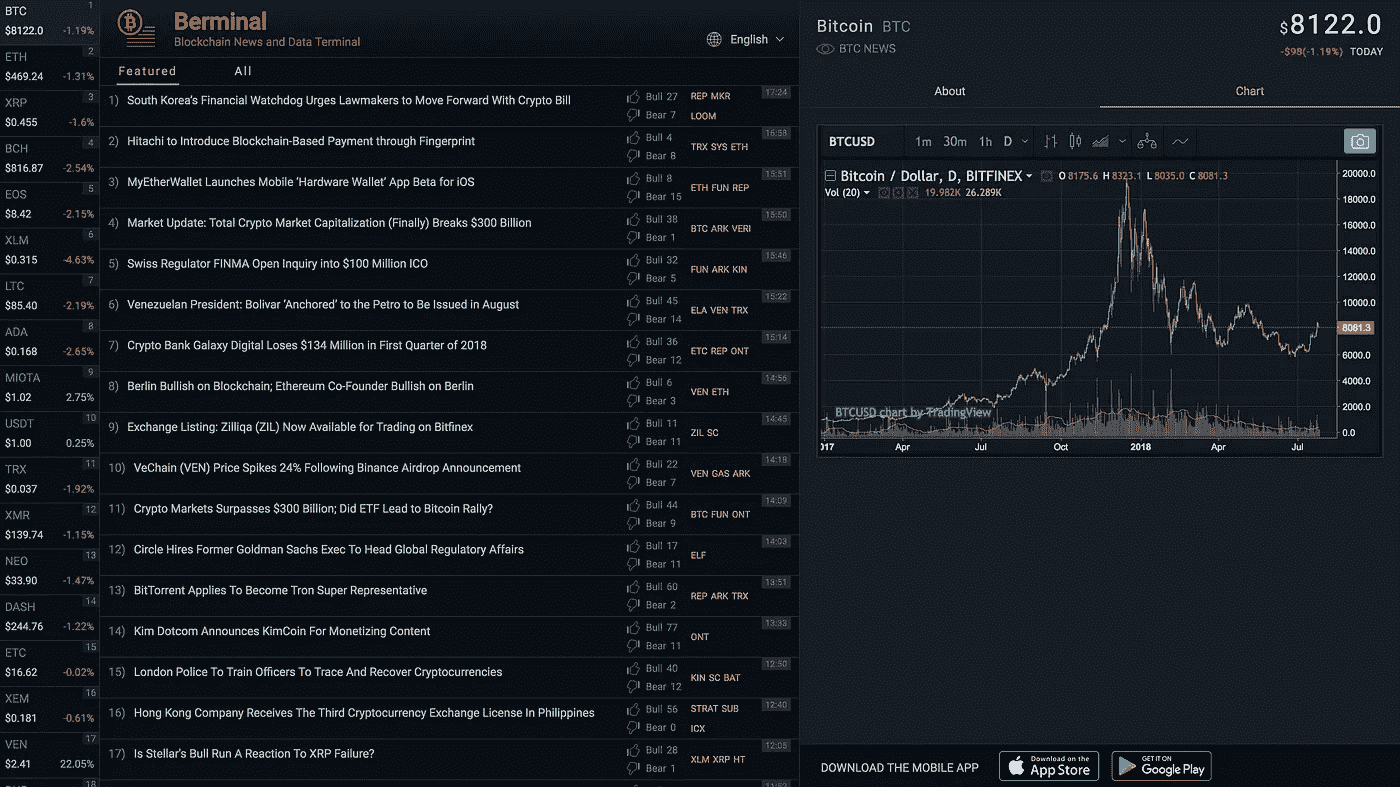 BTC 1
$8122.0 -1.19%
ETH 2
$469.24 -1.31%
XRP 3
$0.455 -1.6%
BCH 4
$816.87 -2.54%
EOS 5
$8.42 -2.15%
XLM 6
$0.315 -4.63%
LTC 7
$85.40 -2.19%
ADA 8
$0.168 -2.65%
MIOTA 9
$1.02 2.75%
USDT 10
$1.00 0.25%
TRX 11
$0.037 -1.92%
XMR 12
$139.74 -1.15%
NEO 13
$33.90 -1.47%
DASH 14
$244.76 -1.22%
ETC 15
$16.62 -0.02%
XEM 16
$0.181 -0.61%
VEN 17
$2.41 22.05%
18
Berminal
Blockchain News and Data Terminal
English
Featured All
1) South Korea's Financial Watchdog Urges Lawmakers to Move Forward With Crypto Bill Bull 27 REP MKR 17:24
Bear 7 LOOM
2) Hitachi to Introduce Blockchain-Based Payment through Fingerprint Bull 4 TRX SYS ETH 16:58
Bear 8
3) MyEtherWallet Launches Mobile 'Hardware Wallet' App Beta for iOS Bull 8 ETH FUN REP 15:51
Bear 15
4) Market Update: Total Crypto Market Capitalization (Finally) Breaks $300 Billion Bull 38 BTC ARK VERI 15:50
Bear 1
5) Swiss Regulator FINMA Open Inquiry into $100 Million ICO Bull 32 FUN ARK KIN 15:46
Bear 5
6) Venezuelan President: Bolivar 'Anchored' to the Petro to Be Issued in August Bull 45 ELA VEN TRX 15:22
Bear 14
7) Crypto Bank Galaxy Digital Loses $134 Million in First Quarter of 2018 Bull 36 ETC REP ONT 15:14
Bear 12
8) Berlin Bullish on Blockchain; Ethereum Co-Founder Bullish on Berlin Bull 6 VEN ETH 14:56
Bear 3
9) Exchange Listing: Zilliqa (ZIL) Now Available for Trading on Bitfinex Bull 11 ZIL SC 14:45
Bear 11
10) VeChain (VEN) Price Spikes 24% Following Binance Airdrop Announcement Bull 22 VEN GAS ARK 14:18
Bear 7
11) Crypto Markets Surpasses $300 Billion; Did ETF Lead to Bitcoin Rally? Bull 44 BTC FUN ONT 14:09
Bear 9
12) Circle Hires Former Goldman Sachs Exec To Head Global Regulatory Affairs Bull 17 ELF 14:03
Bear 11
13) BitTorrent Applies To Become Tron Super Representative Bull 60 REP ARK TRX 13:51
Bear 2
14) Kim Dotcom Announces KimCoin For Monetizing Content Bull 77 ONT 13:33
Bear 11
15) London Police To Train Officers To Trace And Recover Cryptocurrencies Bull 40 KIN SC BAT 12:50
Bear 12
16) Hong Kong Company Receives The Third Cryptocurrency Exchange License In Philippines Bull 56 STRAT SUB 12:40
Bear 0 ICX
17) Is Stellar's Bull Run A Reaction To XRP Failure? Bull 28 XLM XRP HT 12:05
Bear 1
Bitcoin BTC $8122.0
BTC NEWS -$98(-1.19%) TODAY
About Chart
BTCUSD 1m 30m 1h D
Bitcoin / Dollar, D, BITFINEX O 8175.6 H 8323.1 L 8035.0 C 8081.3
Vol (20) 19.982K 26.289K
20000.0
18000.0
16000.0
14000.0
12000.0
10000.0
8081.3
6000.0
4000.0
2000.0
0.0
BTCUSD chart by TradingView
Apr Jul Oct 2018 Apr Jul
DOWNLOAD THE MOBILE APP
Download on the
App Store
GET IT ON
Google Play